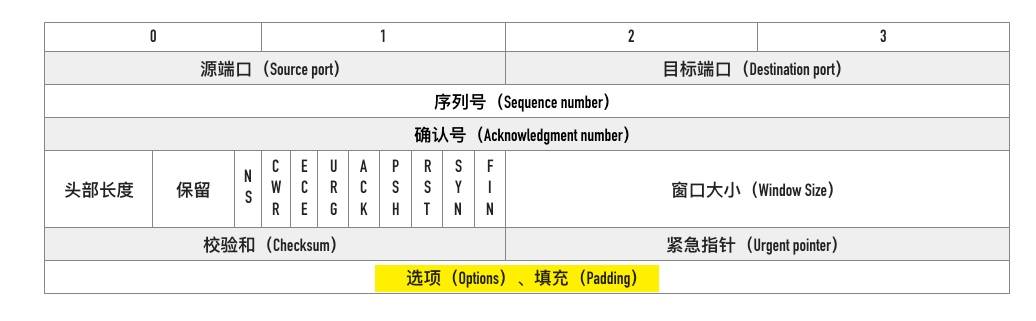 0 1 2 3
源端口（Source port） 目标端口（Destination port）
序列号（Sequence number）
确认号（Acknowledgment number）
头部长度 保留 NS CWR ECE URG ACK PSH RST SYN FIN 窗口大小（Window Size）
校验和（Checksum） 紧急指针（Urgent pointer）
选项（Options）、填充（Padding）